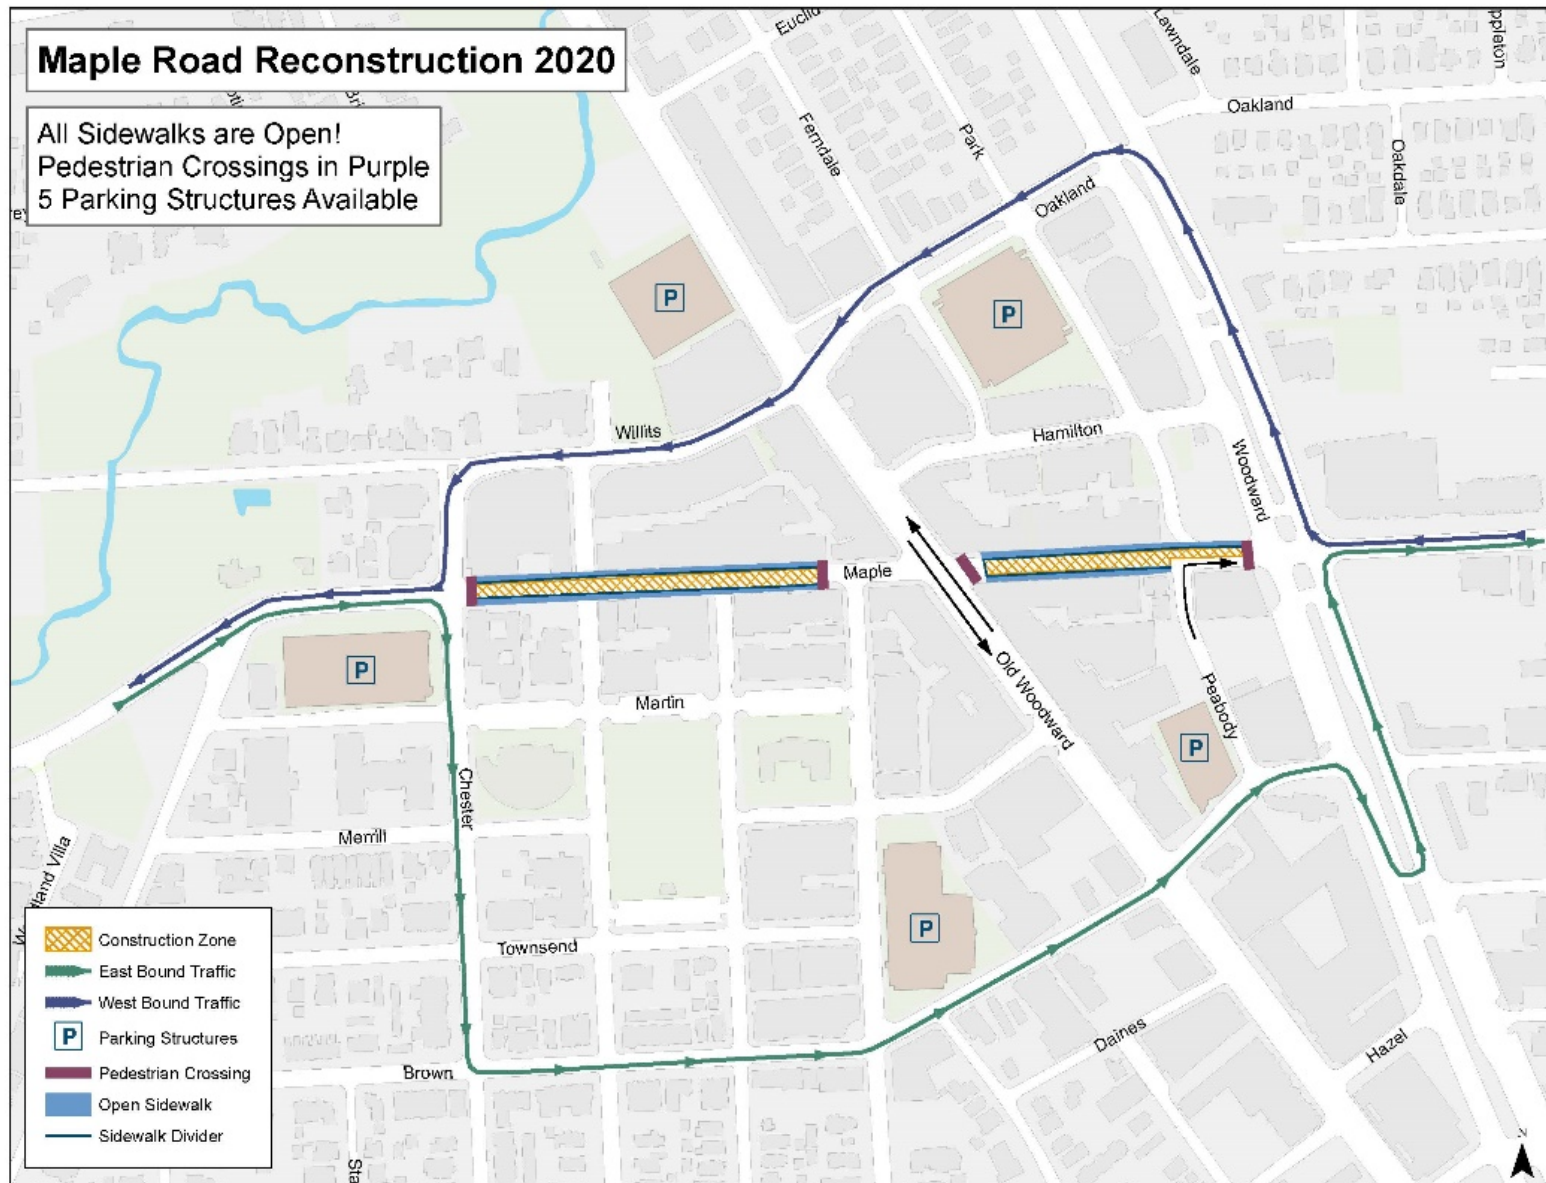 Maple Road Reconstruction 2020
All Sidewalks are Open!
Pedestrian Crossings in Purple
5 Parking Structures Available
Lawndale
Oakland
Oakdale
Ferndale
Park
Oakland
P
P
Willits
Hamilton
Woodward
Maple
P
Martin
Old Woodward
Peabody
P
Chester
Merrill
P
Townsend
Brown
Daines
Hazel
Construction Zone
East Bound Traffic
West Bound Traffic
P Parking Structures
Pedestrian Crossing
Open Sidewalk
Sidewalk Divider
N